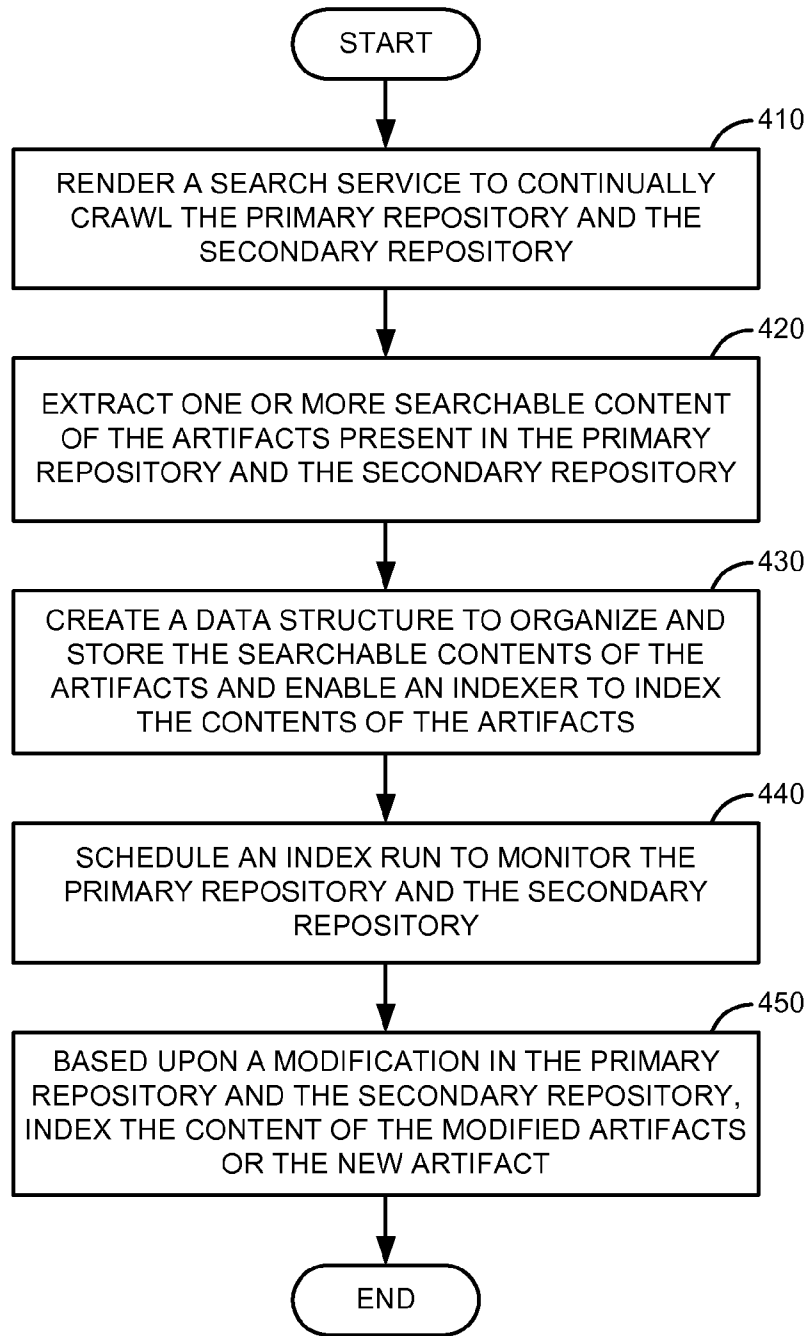 START
410
RENDER A SEARCH SERVICE TO CONTINUALLY
CRAWL THE PRIMARY REPOSITORY AND THE
SECONDARY REPOSITORY
420
EXTRACT ONE OR MORE SEARCHABLE CONTENT
OF THE ARTIFACTS PRESENT IN THE PRIMARY
REPOSITORY AND THE SECONDARY REPOSITORY
430
CREATE A DATA STRUCTURE TO ORGANIZE AND
STORE THE SEARCHABLE CONTENTS OF THE
ARTIFACTS AND ENABLE AN INDEXER TO INDEX
THE CONTENTS OF THE ARTIFACTS
440
SCHEDULE AN INDEX RUN TO MONITOR THE
PRIMARY REPOSITORY AND THE SECONDARY
REPOSITORY
450
BASED UPON A MODIFICATION IN THE PRIMARY
REPOSITORY AND THE SECONDARY REPOSITORY,
INDEX THE CONTENT OF THE MODIFIED ARTIFACTS
OR THE NEW ARTIFACT
END